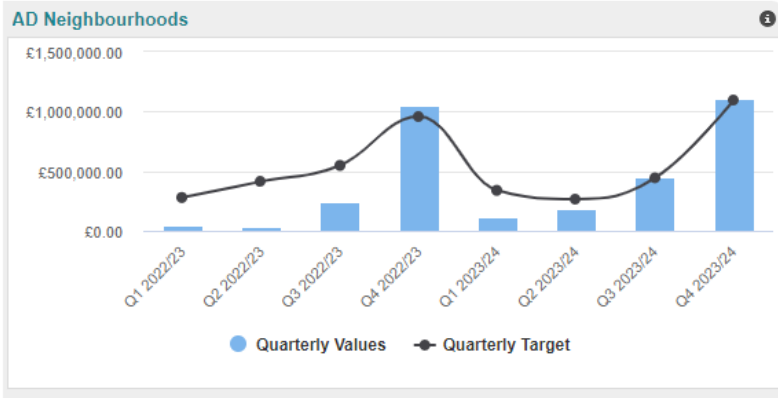 AD Neighbourhoods
£1,500,000.00
£1,000,000.00
£500,000.00
£0.00
Q1 2022/23
Q2 2022/23
Q3 2022/23
Q4 2022/23
Q1 2023/24
Q2 2023/24
Q3 2023/24
Q4 2023/24
Quarterly Values
Quarterly Target